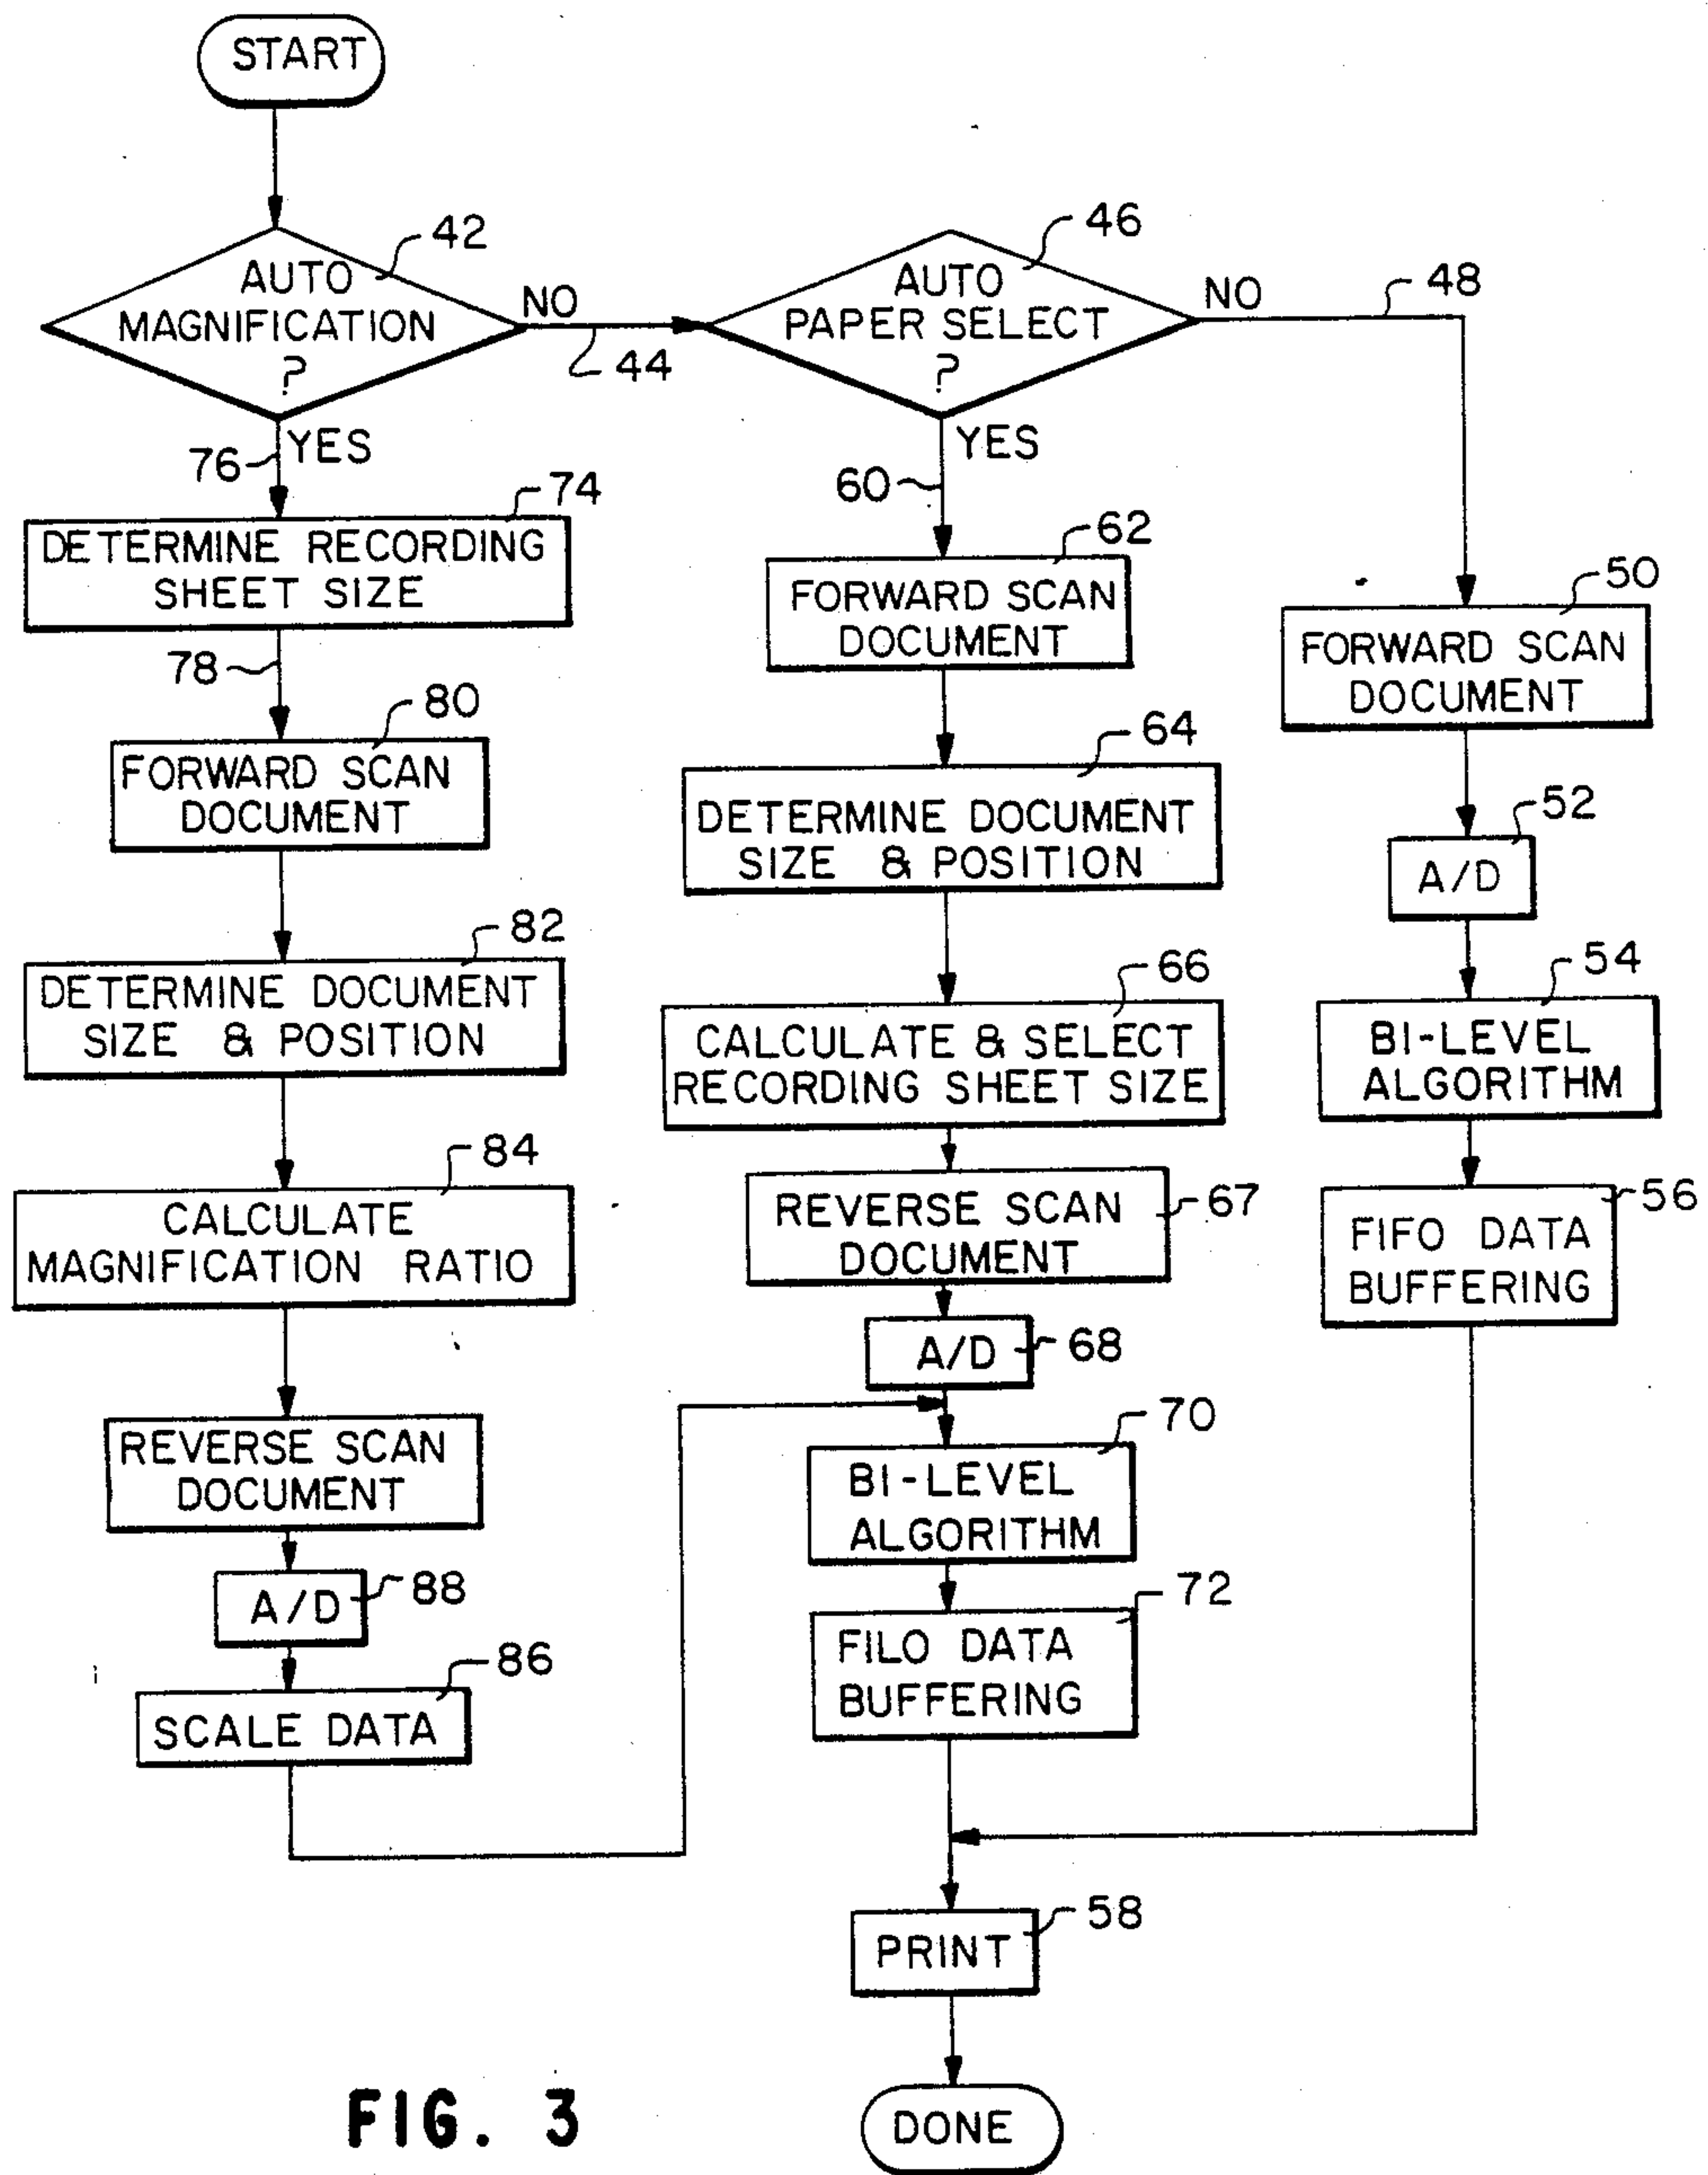 START
42
AUTO
MAGNIFICATION
?
NO
44
YES
76
46
AUTO
PAPER SELECT
?
NO
48
YES
60
74
DETERMINE RECORDING
SHEET SIZE
78
80
FORWARD SCAN
DOCUMENT
82
DETERMINE DOCUMENT
SIZE & POSITION
84
CALCULATE
MAGNIFICATION RATIO
REVERSE SCAN
DOCUMENT
A/D
88
86
SCALE DATA
62
FORWARD SCAN
DOCUMENT
64
DETERMINE DOCUMENT
SIZE & POSITION
66
CALCULATE & SELECT
RECORDING SHEET SIZE
REVERSE SCAN
DOCUMENT
67
A/D
68
70
BI-LEVEL
ALGORITHM
72
FILO DATA
BUFFERING
50
FORWARD SCAN
DOCUMENT
52
A/D
54
BI-LEVEL
ALGORITHM
56
FIFO DATA
BUFFERING
58
PRINT
DONE
FIG. 3